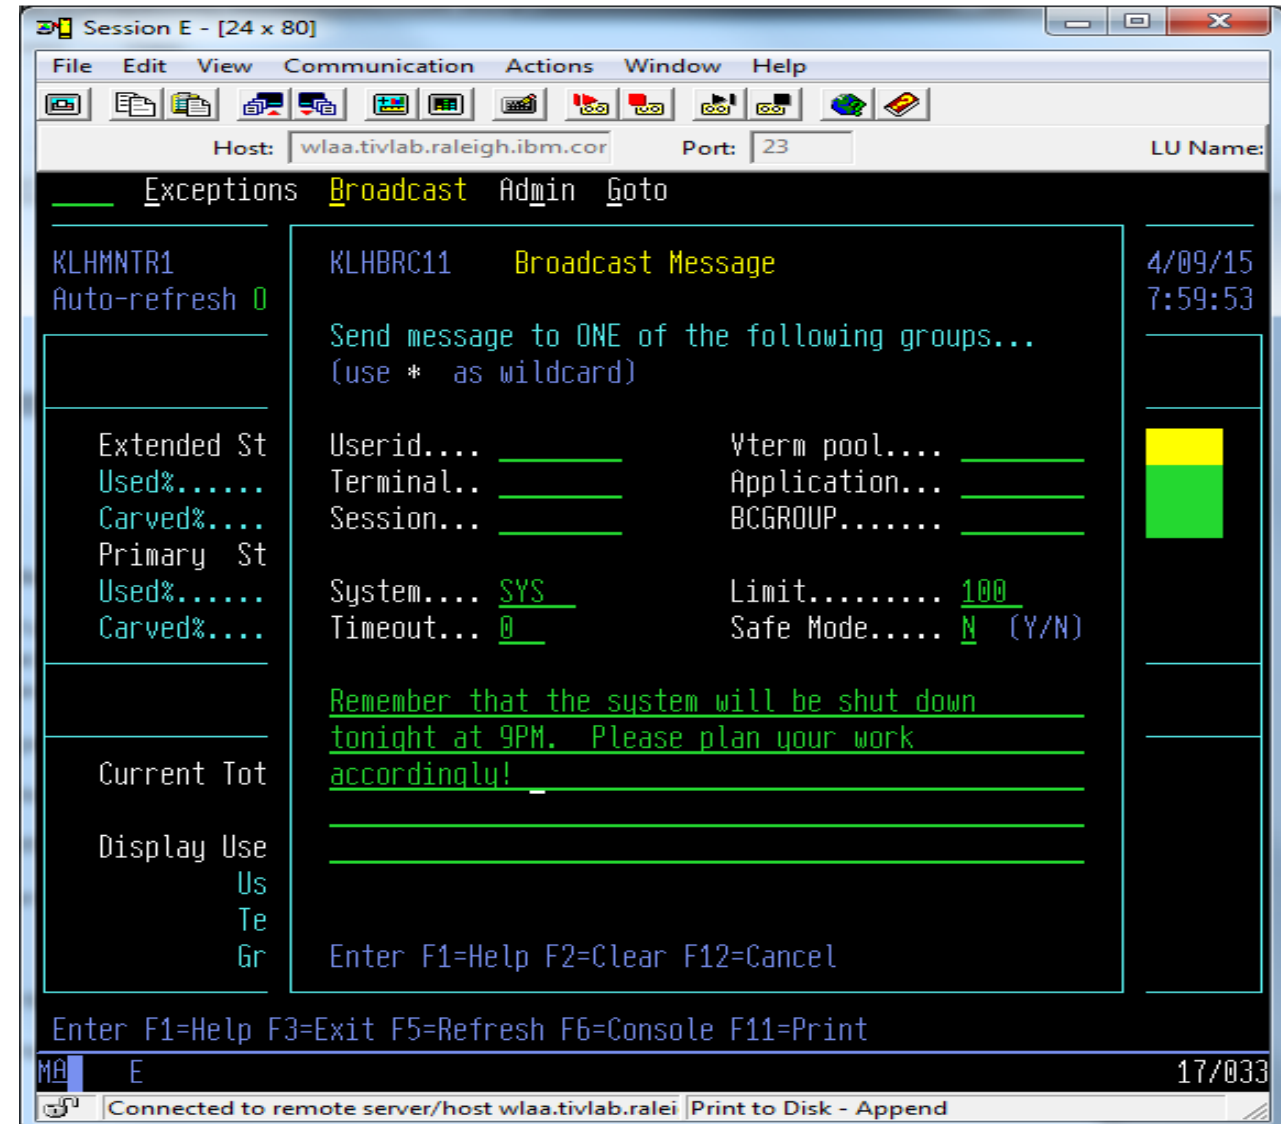 Session E - [24 x 80]
File Edit View Communication Actions Window Help
Host: wlaa.tivlab.raleigh.ibm.cor Port: 23 LU Name:
Exceptions Broadcast Admin Goto
KLHMNTR1 KLHBRC11 Broadcast Message 4/09/15
Auto-refresh O 7:59:53
Send message to ONE of the following groups...
(use * as wildcard)
Extended St Userid.... Vterm pool....
Used%...... Terminal.. Application...
Carved%.... Session... BCGROUP.......
Primary St
Used%...... System.... SYS Limit......... 100
Carved%.... Timeout... 0 Safe Mode..... N (Y/N)
Remember that the system will be shut down
tonight at 9PM. Please plan your work
Current Tot accordingly!
Display Use
Us
Te
Gr Enter F1=Help F2=Clear F12=Cancel
Enter F1=Help F3=Exit F5=Refresh F6=Console F11=Print
MA E 17/033
Connected to remote server/host wlaa.tivlab.ralei Print to Disk - Append